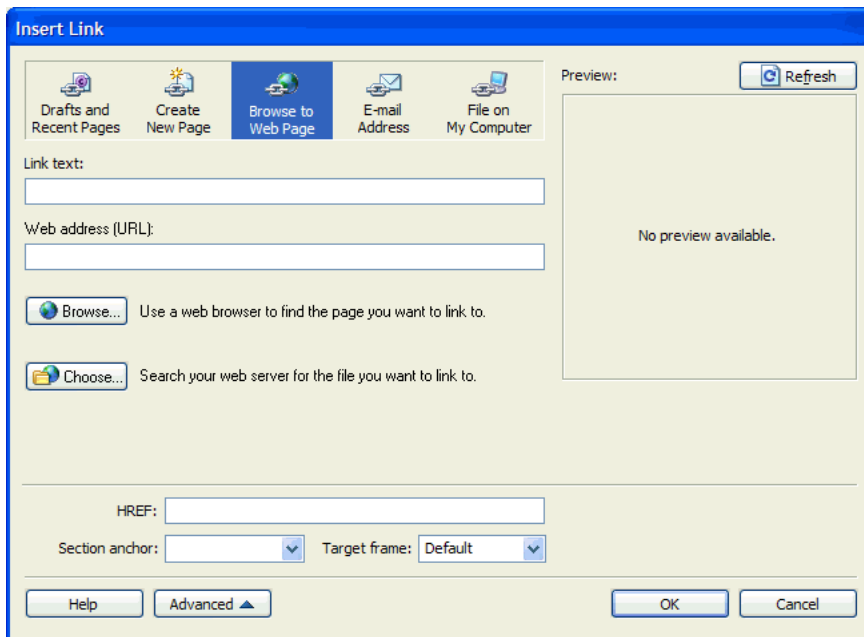 Insert Link
Drafts and
Recent Pages
Create
New Page
Browse to
Web Page
E-mail
Address
File on
My Computer
Preview:
Refresh
Link text:
Web address (URL):
No preview available.
Browse... Use a web browser to find the page you want to link to.
Choose... Search your web server for the file you want to link to.
HREF:
Section anchor: Target frame: Default
Help Advanced OK Cancel